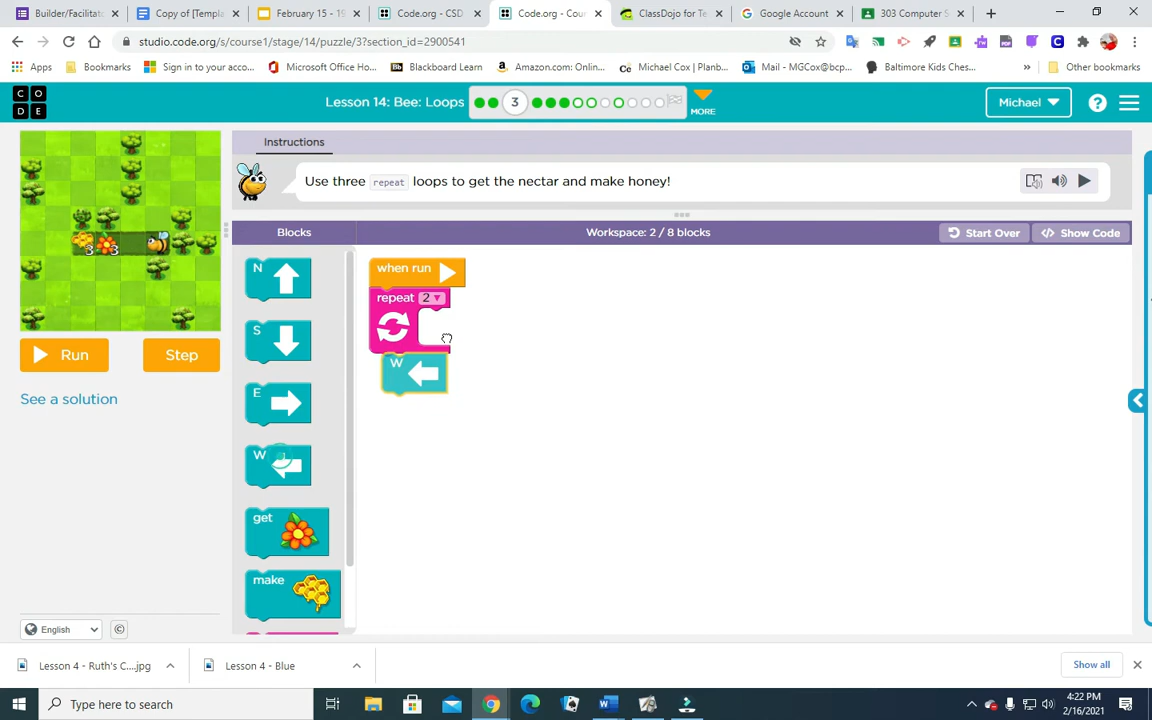 Builder/Facilitato
Copy of [Templa
February 15 - 19
Code.org - CSD
Code.org - Cou
ClassDojo for Te
Google Account
303 Computer S
studio.code.org/s/course1/stage/14/puzzle/3?section_id=2900541
Apps
Bookmarks
Sign in to your acco...
Microsoft Office Ho...
Bb
Blackboard Learn
Amazon.com: Onlin...
Michael Cox | Planb...
Mail - MGCox@bcp...
Baltimore Kids Ches...
»
Other bookmarks
C O
D E
Lesson 14: Bee: Loops
3
MORE
Michael
?
Instructions
Use three repeat loops to get the nectar and make honey!
Blocks
Workspace: 2 / 8 blocks
Start Over
</> Show Code
3 3
N
S
E
W
get
make
when run
repeat 2
W
Run
Step
See a solution
English
©
Lesson 4 - Ruth's C....jpg
Lesson 4 - Blue
Show all
Type here to search
4:22 PM
2/16/2021